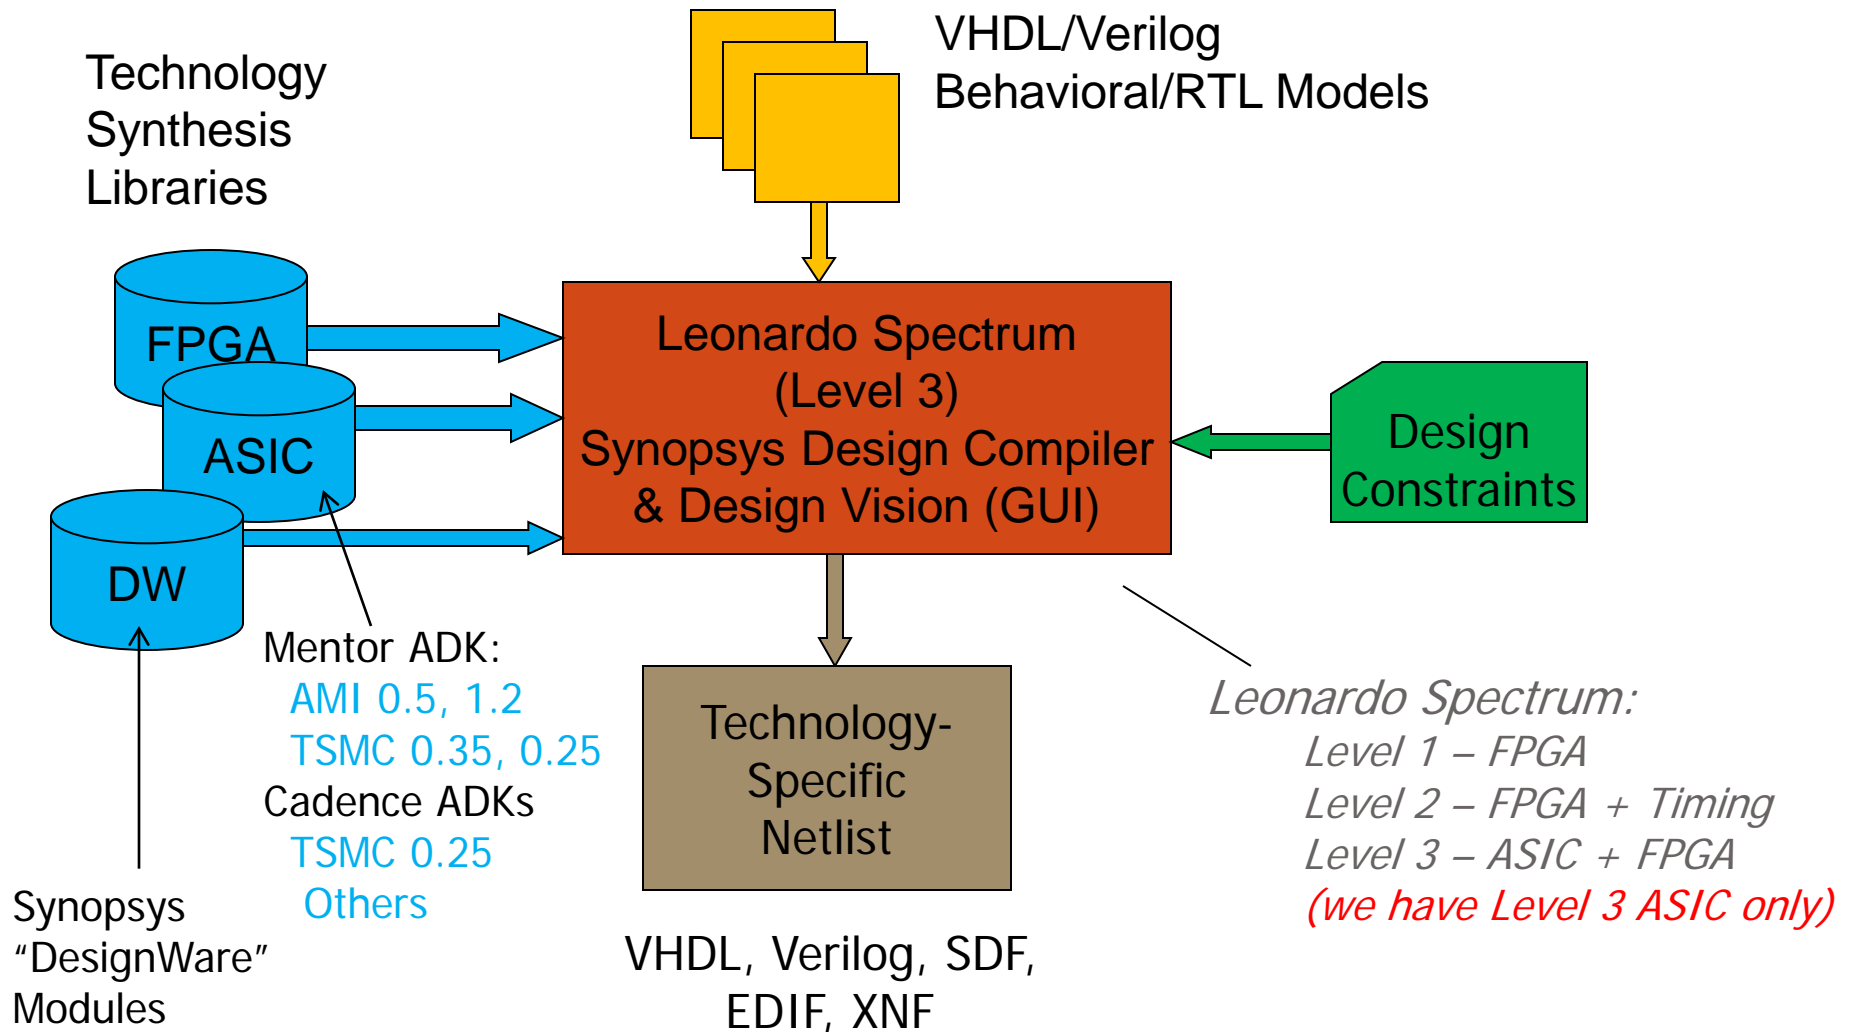 Technology
Synthesis
Libraries
VHDL/Verilog
Behavioral/RTL Models
FPGA
ASIC
DW
Leonardo Spectrum
(Level 3)
Synopsys Design Compiler
& Design Vision (GUI)
Design
Constraints
Mentor ADK:
AMI 0.5, 1.2
TSMC 0.35, 0.25
Cadence ADKs
TSMC 0.25
Others
Synopsys
“DesignWare”
Modules
Technology-
Specific
Netlist
VHDL, Verilog, SDF,
EDIF, XNF
Leonardo Spectrum:
Level 1 – FPGA
Level 2 – FPGA + Timing
Level 3 – ASIC + FPGA
(we have Level 3 ASIC only)